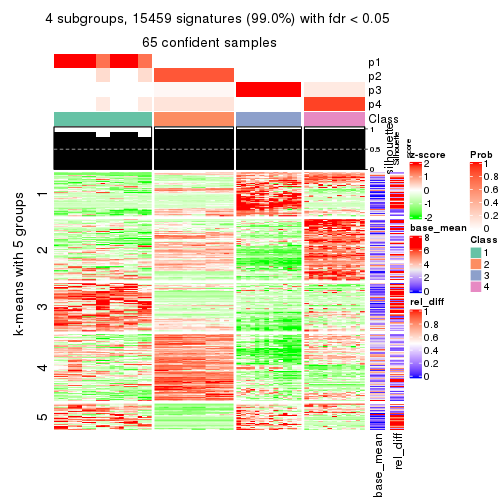 4 subgroups, 15459 signatures (99.0%) with fdr < 0.05
65 confident samples
p1
p2
p3
p4
Class
1
0.5
0
silhouette
Silhouette
score
k-means with 5 groups
1
2
3
4
5
base_mean
rel_diff
z-score
2
1
0
-1
-2
base_mean
8
6
4
2
0
rel_diff
1
0.8
0.6
0.4
0.2
0
Prob
1
0.8
0.6
0.4
0.2
0
Class
1
2
3
4